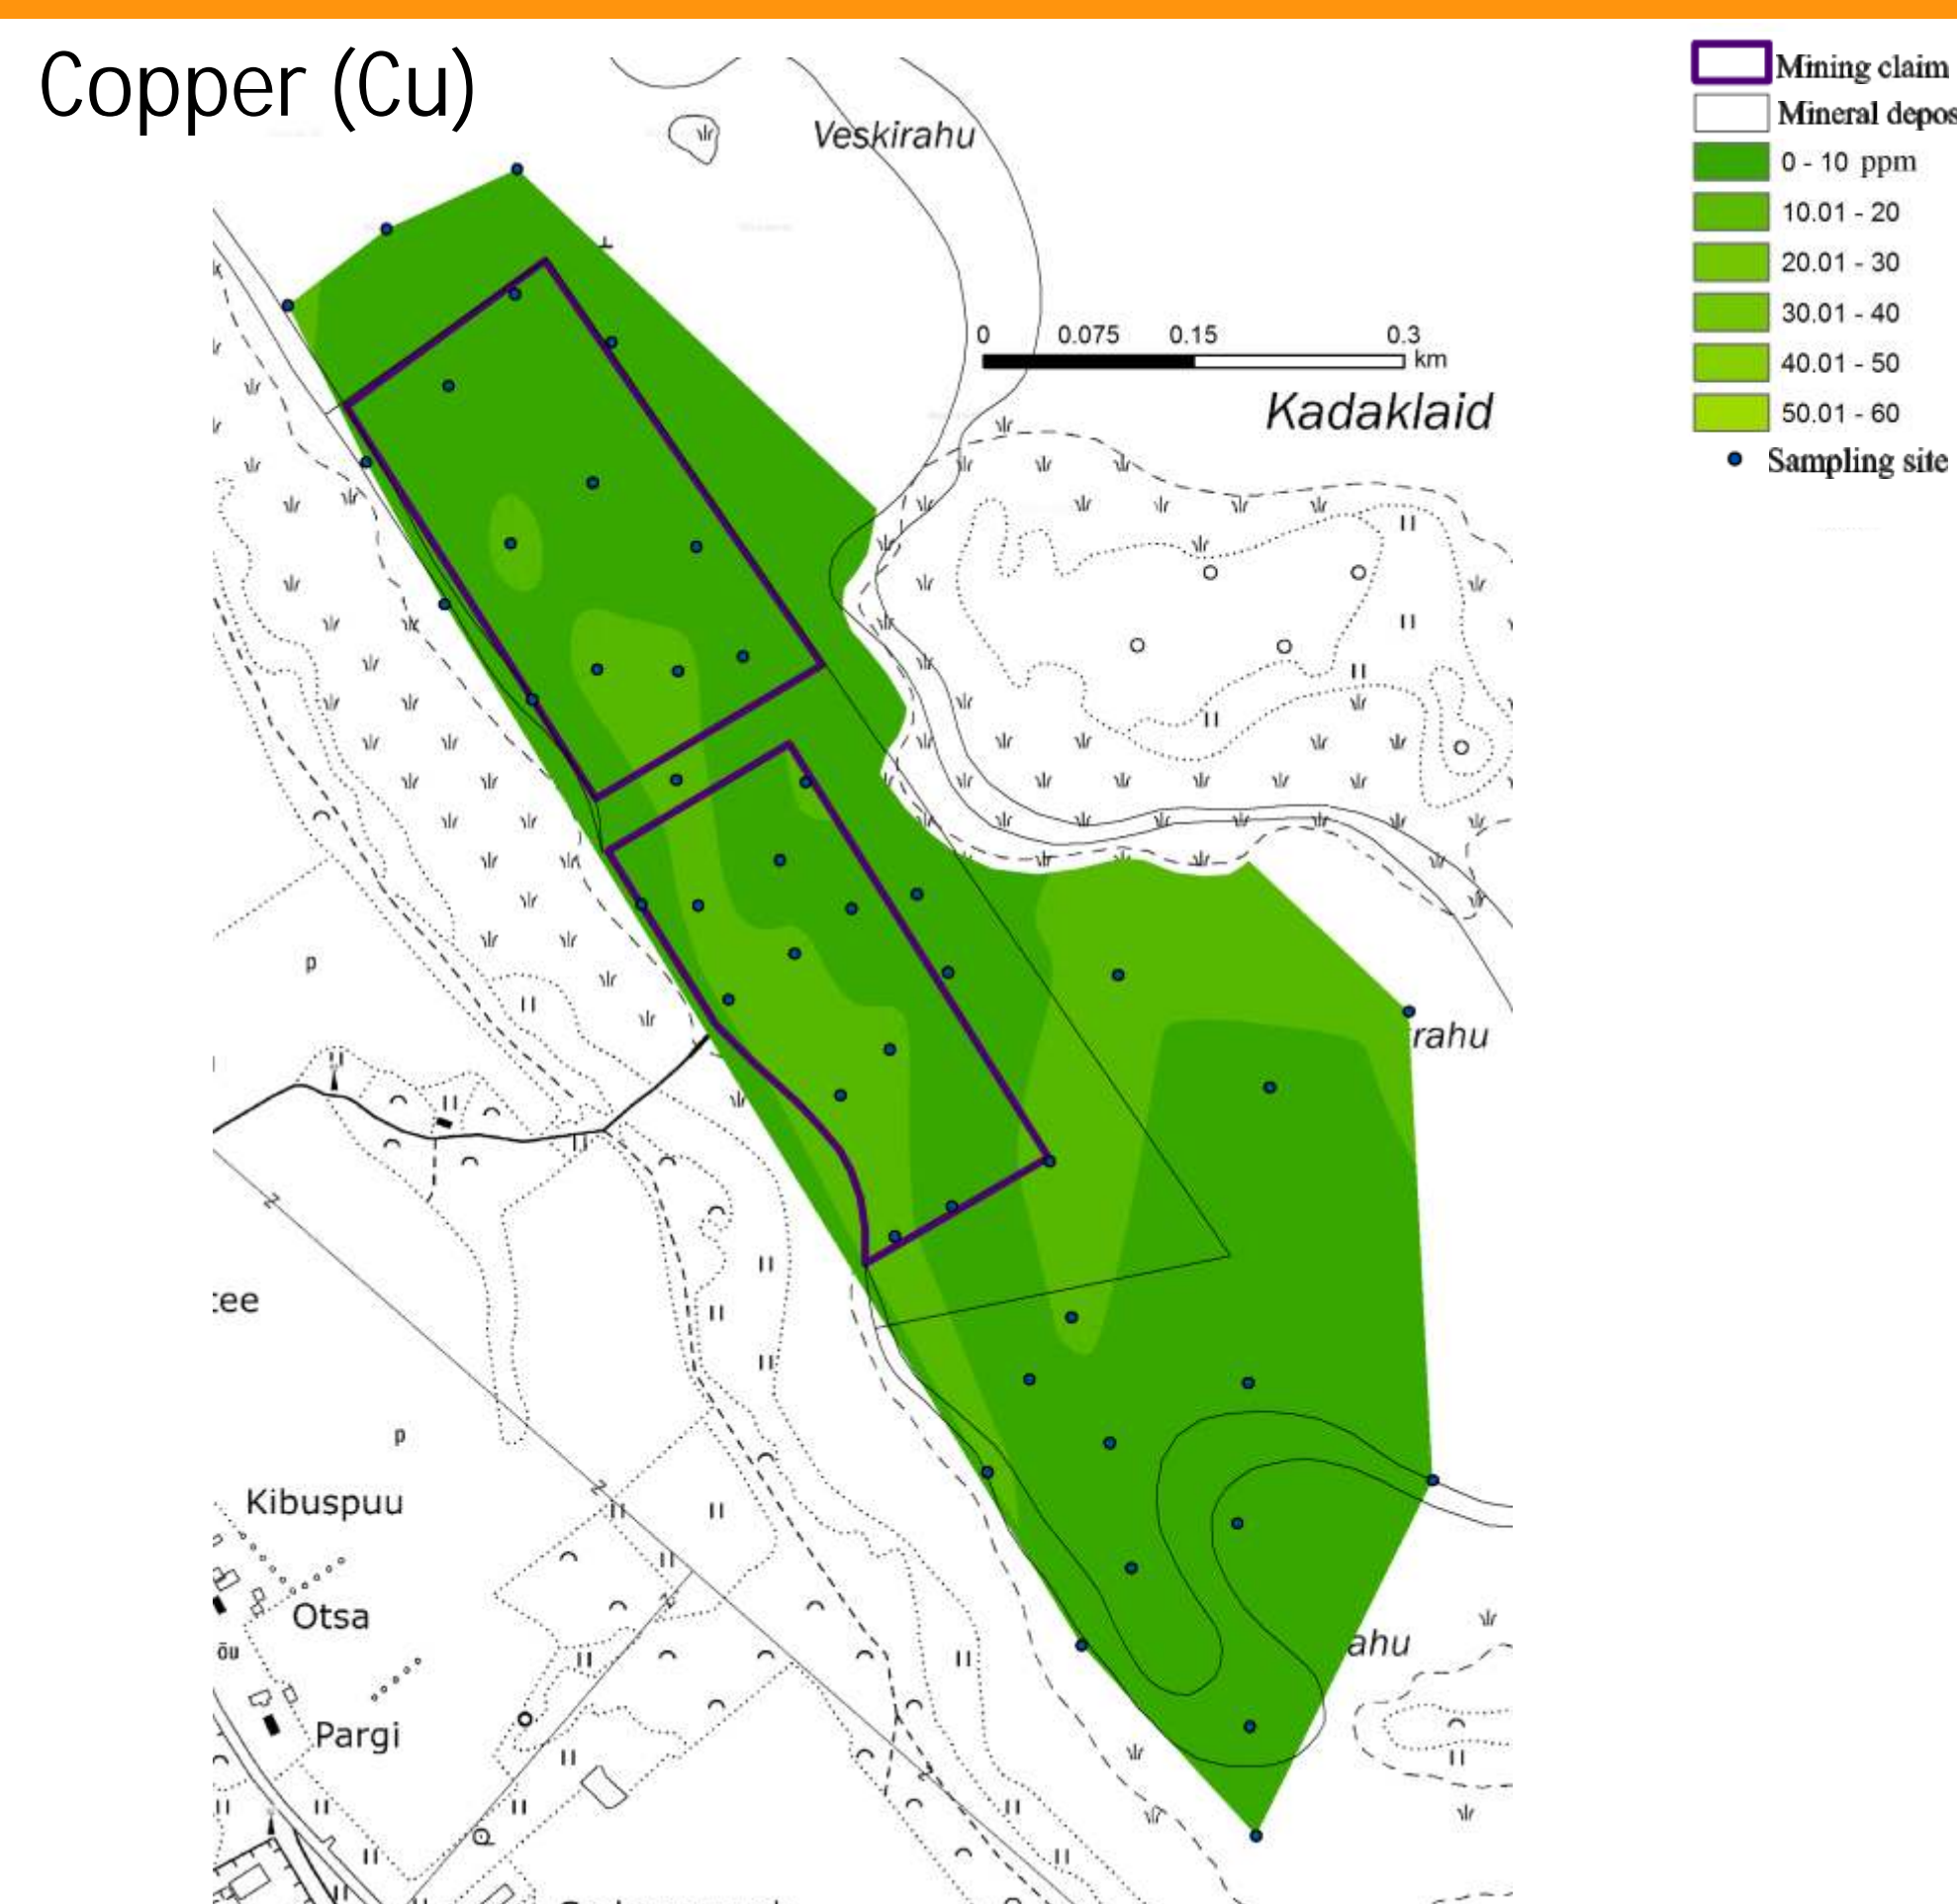 Copper (Cu)
Mining claim
Mineral depos
0 - 10 ppm
10.01 - 20
20.01 - 30
30.01 - 40
40.01 - 50
50.01 - 60
Sampling site
Veskirahu
0 0.075 0.15 0.3
km
Kadaklaid
p
rahu
tee
p
Kibuspuu
Otsa
õu
ahu
Pargi